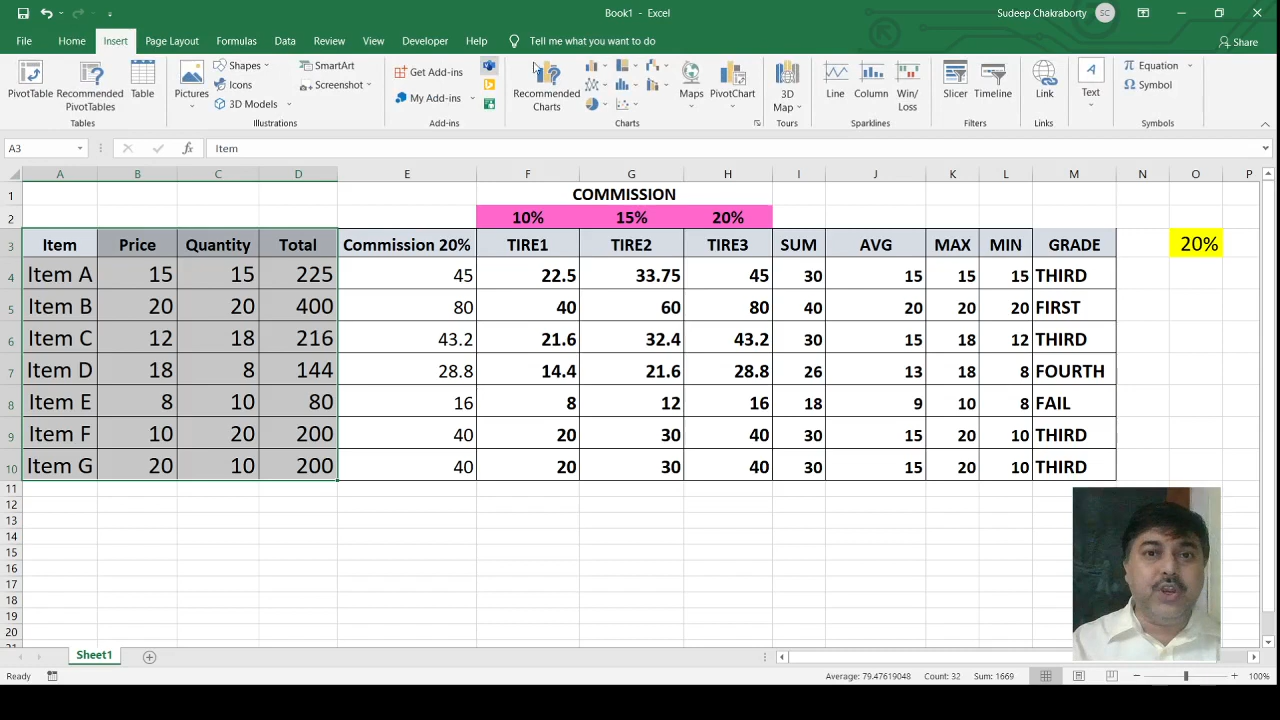 Book1 - Excel
Sudeep Chakraborty SC
File Home Insert Page Layout Formulas Data Review View Developer Help Tell me what you want to do Share
PivotTable
Recommended PivotTables
Table
Tables
Pictures
Shapes
Icons
3D Models
SmartArt
Screenshot
Illustrations
Get Add-ins
My Add-ins
Add-ins
Recommended Charts
Maps
PivotChart
Charts
3D Map
Tours
Line
Column
Win/Loss
Sparklines
Slicer
Timeline
Filters
Link
Links
A
Text
π Equation
Ω Symbol
Symbols
A3 fx Item
A B C D E F G H I J K L M N O P
1 COMMISSION
2 10% 15% 20%
3 Item Price Quantity Total Commission 20% TIRE1 TIRE2 TIRE3 SUM AVG MAX MIN GRADE 20%
4 Item A 15 15 225 45 22.5 33.75 45 30 15 15 15 THIRD
5 Item B 20 20 400 80 40 60 80 40 20 20 20 FIRST
6 Item C 12 18 216 43.2 21.6 32.4 43.2 30 15 18 12 THIRD
7 Item D 18 8 144 28.8 14.4 21.6 28.8 26 13 18 8 FOURTH
8 Item E 8 10 80 16 8 12 16 18 9 10 8 FAIL
9 Item F 10 20 200 40 20 30 40 30 15 20 10 THIRD
10 Item G 20 10 200 40 20 30 40 30 15 20 10 THIRD
11
12
13
14
15
16
17
18
19
20
Sheet1
Ready Average: 79.47619048 Count: 32 Sum: 1669 100%